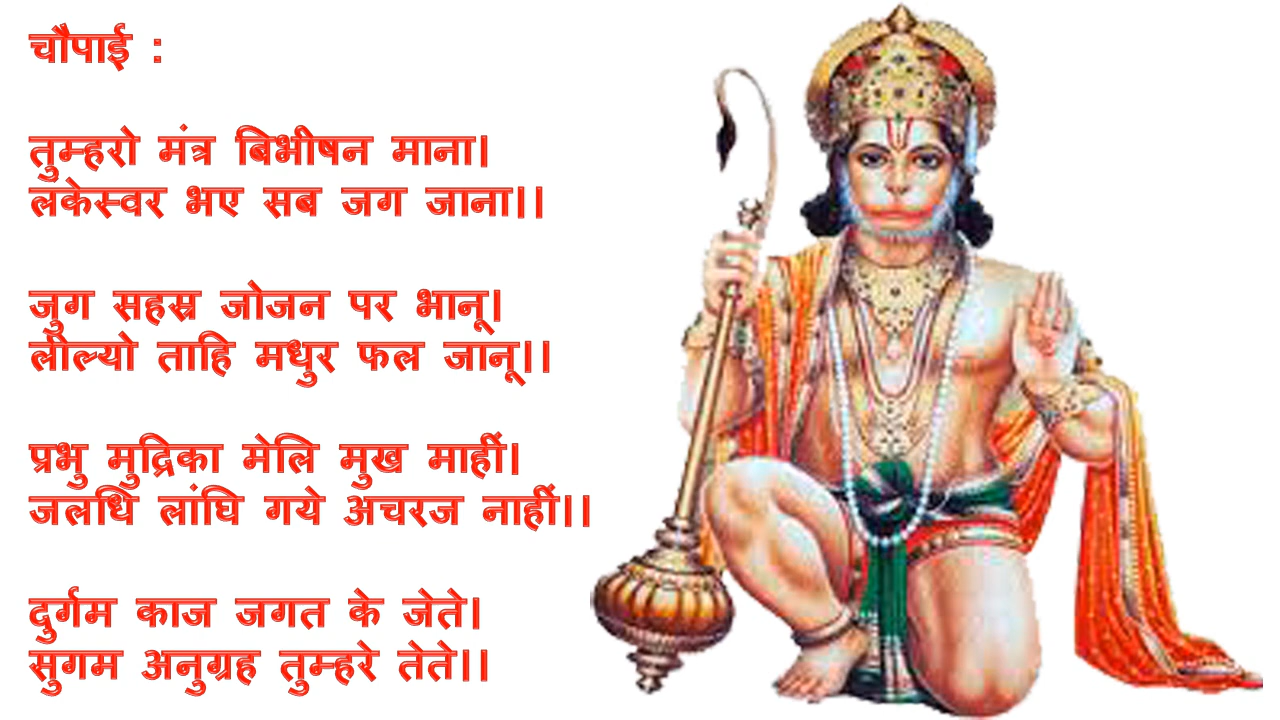 चौपाई :
तुम्हरो मंत्र बिभीषन माना।
लकेस्वर भए सब जग जाना।।
जुग सहस्र जोजन पर भानू।
लील्यो ताहि मधुर फल जानू।।
प्रभु मुद्रिका मेलि मुख माहीं।
जलधि लांघि गये अचरज नाहीं।।
दुर्गम काज जगत के जेते।
सुगम अनुग्रह तुम्हरे तेते।।